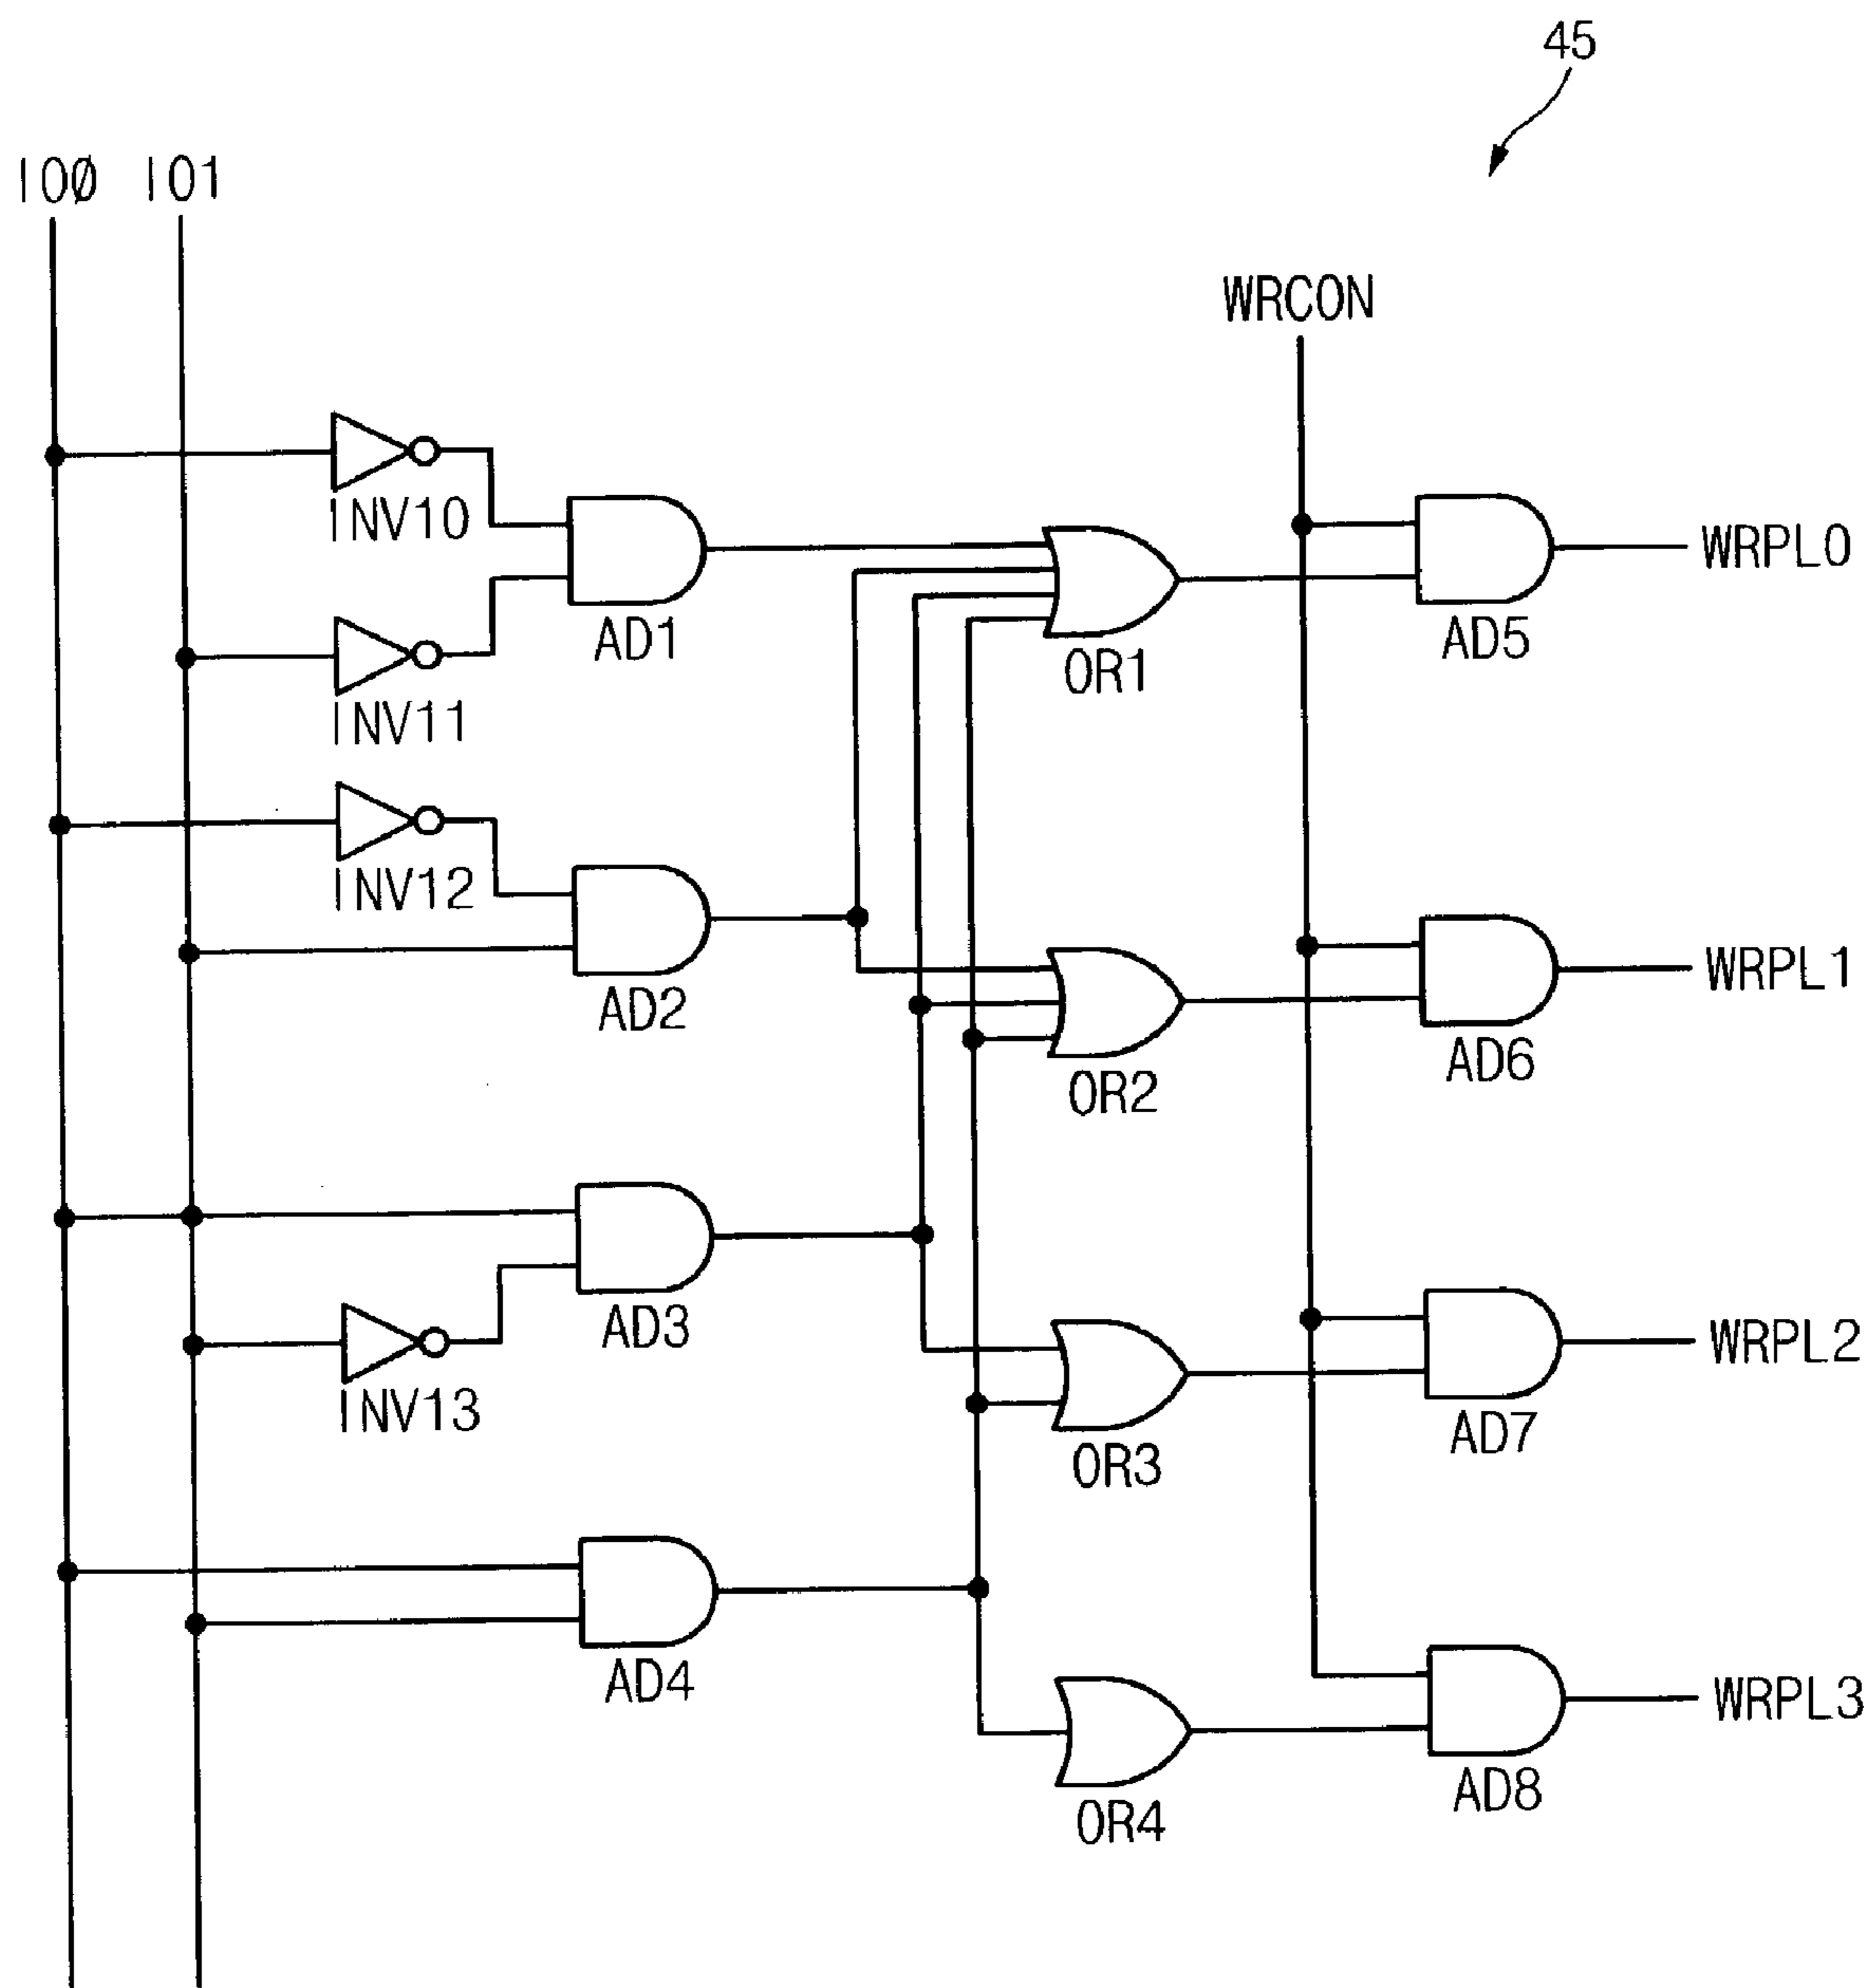 45
IO0 IO1
WRCON
INV10
AD1
INV11
OR1
AD5
WRPL0
INV12
AD2
OR2
AD6
WRPL1
AD3
INV13
OR3
AD7
WRPL2
AD4
OR4
AD8
WRPL3